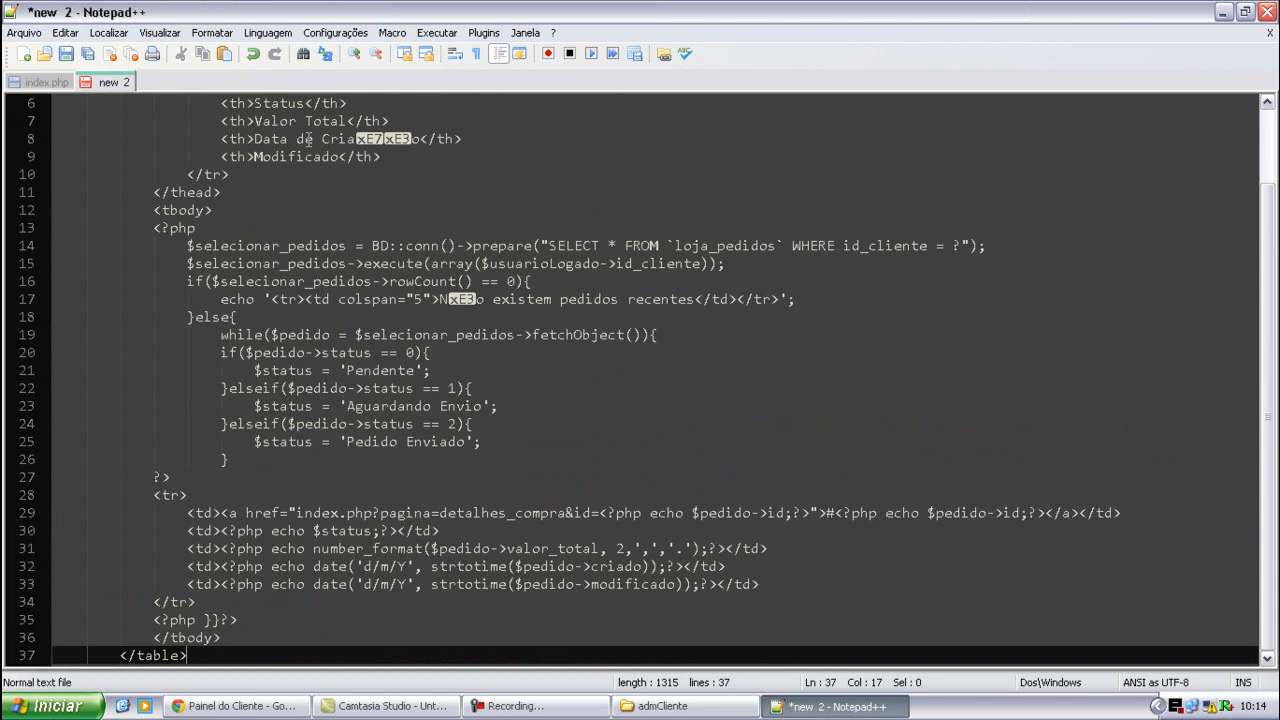 *new  2 - Notepad++
Arquivo Editar Localizar Visualizar Formatar Linguagem Configurações Macro Executar Plugins Janela ? X
index.php new  2
6 <th>Status</th>
7 <th>Valor Total</th>
8 <th>Data de CriaxE7xE3o</th>
9 <th>Modificado</th>
10 </tr>
11 </thead>
12 <tbody>
13 <?php
14 $selecionar_pedidos = BD::conn()->prepare("SELECT * FROM `loja_pedidos` WHERE id_cliente = ?");
15 $selecionar_pedidos->execute(array($usuarioLogado->id_cliente));
16 if($selecionar_pedidos->rowCount() == 0){
17 echo '<tr><td colspan="5">NxE3o existem pedidos recentes</td></tr>';
18 }else{
19 while($pedido = $selecionar_pedidos->fetchObject()){
20 if($pedido->status == 0){
21 $status = 'Pendente';
22 }elseif($pedido->status == 1){
23 $status = 'Aguardando Envio';
24 }elseif($pedido->status == 2){
25 $status = 'Pedido Enviado';
26 }
27 ?>
28 <tr>
29 <td><a href="index.php?pagina=detalhes_compra&id=<?php echo $pedido->id;?>">#<?php echo $pedido->id;?></a></td>
30 <td><?php echo $status;?></td>
31 <td><?php echo number_format($pedido->valor_total, 2,',','.');?></td>
32 <td><?php echo date('d/m/Y', strtotime($pedido->criado));?></td>
33 <td><?php echo date('d/m/Y', strtotime($pedido->modificado));?></td>
34 </tr>
35 <?php }}?>
36 </tbody>
37 </table>
Normal text file length : 1315 lines : 37 Ln : 37 Col : 17 Sel : 0 Dos\Windows ANSI as UTF-8 INS
Iniciar Painel do Cliente - Go... Camtasia Studio - Unt... Recording... admCliente *new  2 - Notepad++ 10:14